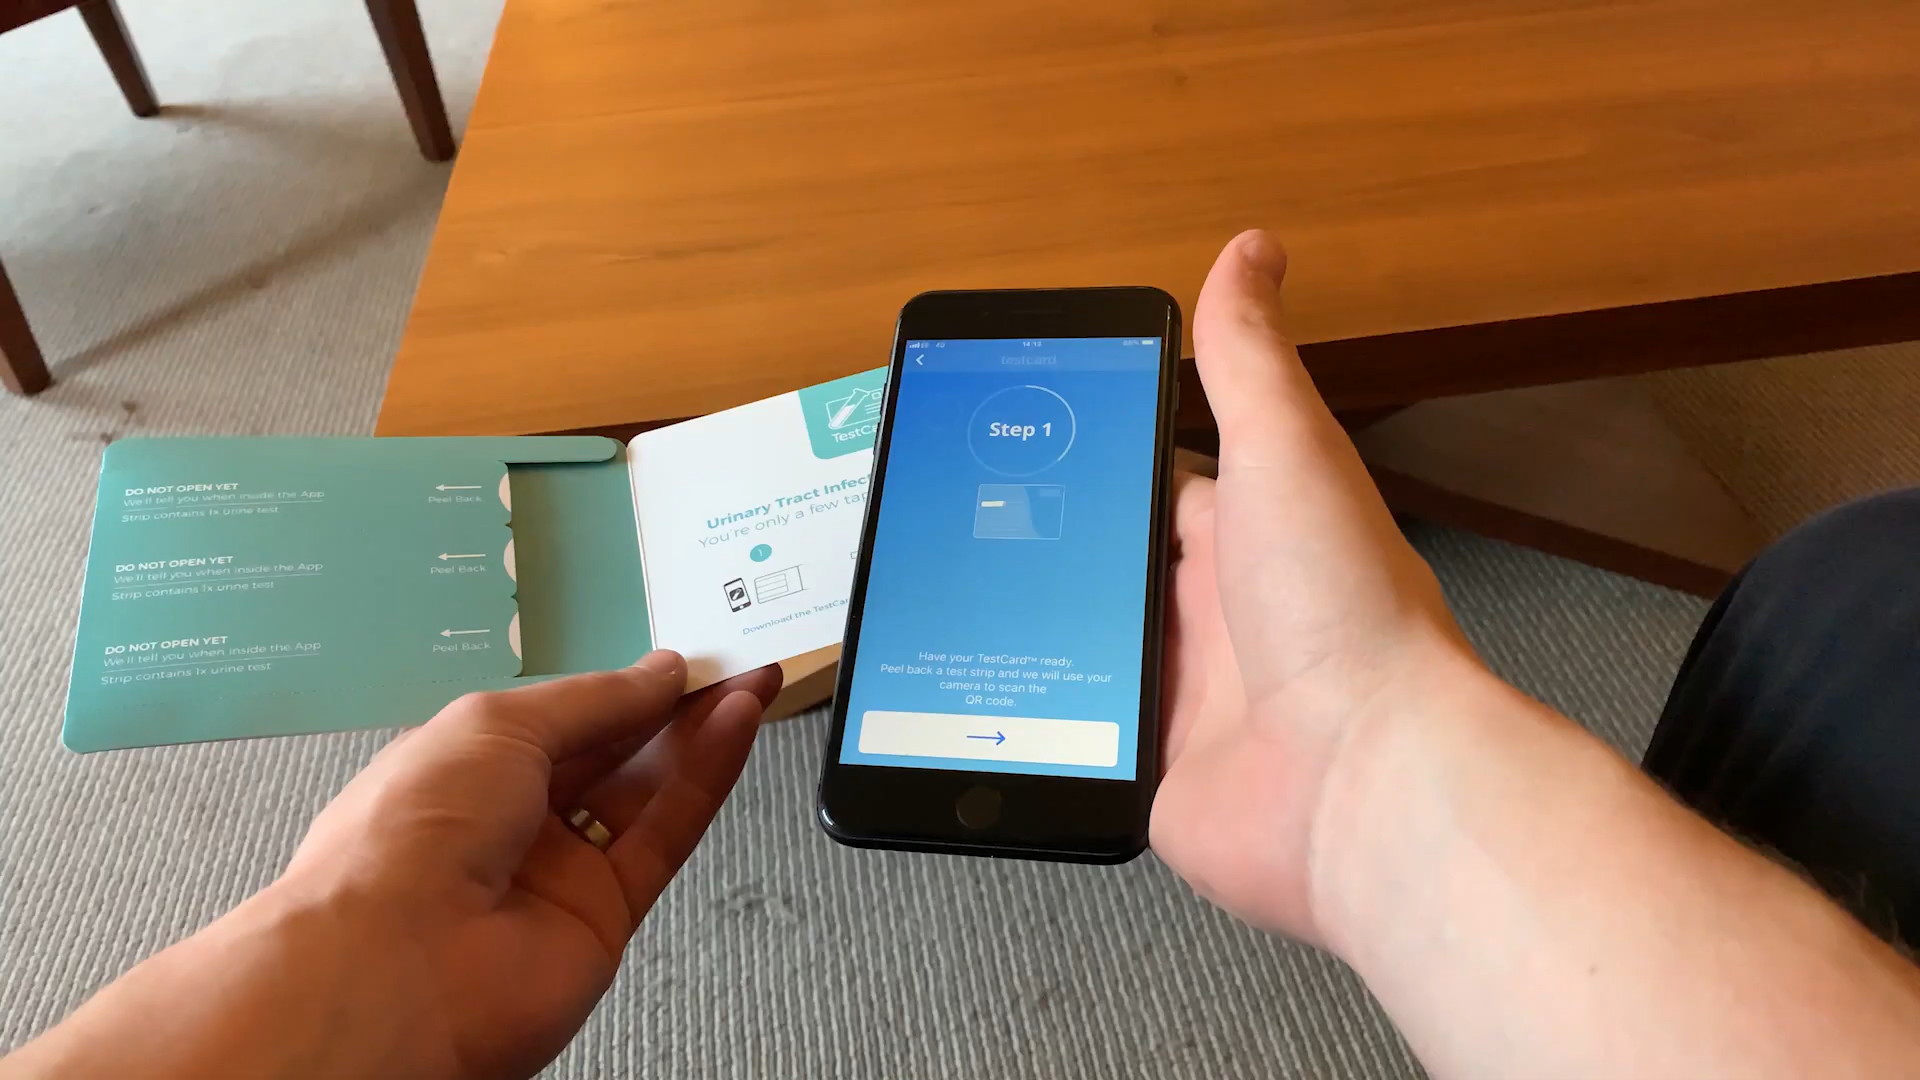 DO NOT OPEN YET
We'll tell you when inside the App
Strip contains 1x urine test
Peel Back
DO NOT OPEN YET
We'll tell you when inside the App
Strip contains 1x urine test
Peel Back
DO NOT OPEN YET
We'll tell you when inside the App
Strip contains 1x urine test
Peel Back
Urinary Tract
You're only a few
1
Download the
testcard
14:13
4G
Step 1
Have your TestCard™ ready.
Peel back a test strip and we will use your
camera to scan the
QR code.